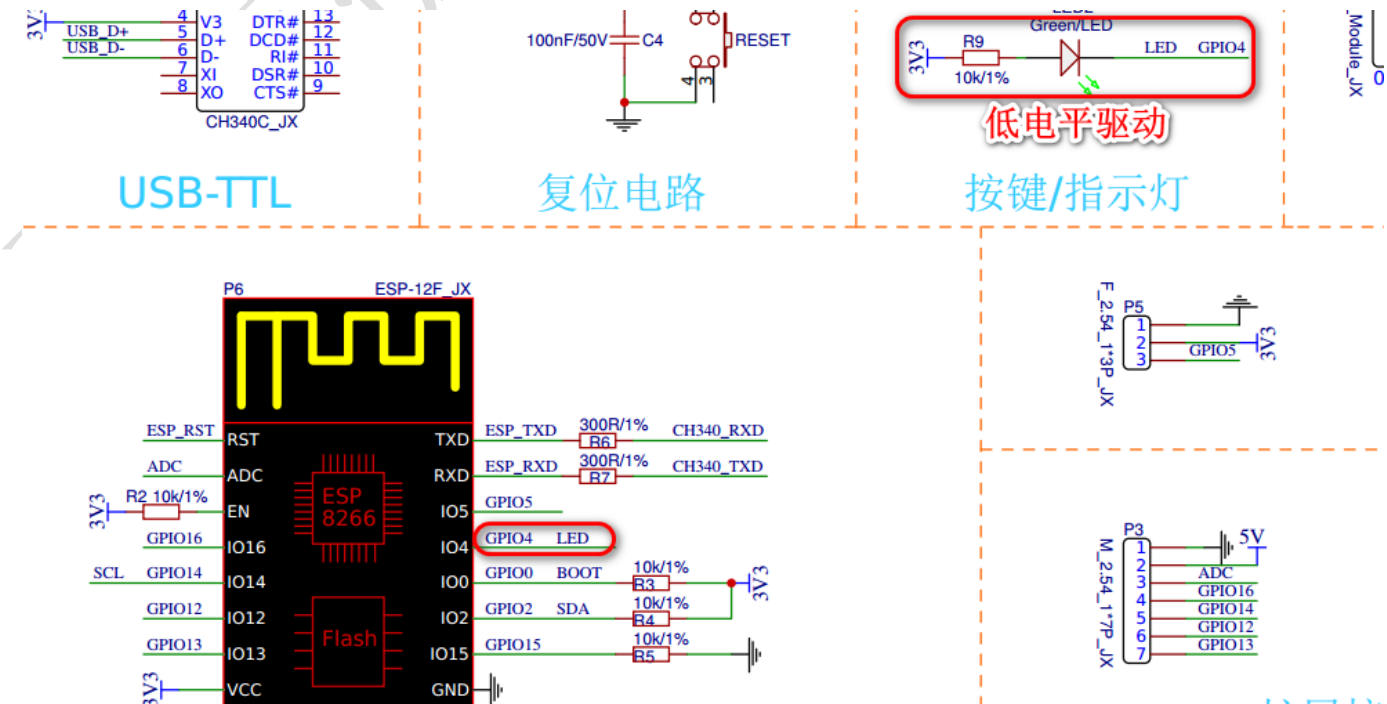 4 V3 DTR# 13
USB_D+ 5 D+ DCD# 12
USB_D- 6 D- RI# 11
7 XI DSR# 10
8 XO CTS# 9
CH340C_JX
USB-TTL
100nF/50V C4
RESET
4 3
复位电路
Green/LED
3V3 R9 LED GPIO4
10k/1%
低电平驱动
按键/指示灯
_Module_JX
0
P6 ESP-12F_JX
ESP_RST RST TXD ESP_TXD 300R/1% R6 CH340_RXD
ADC ADC RXD ESP_RXD 300R/1% R7 CH340_TXD
3V3 R2 10k/1% EN IO5 GPIO5
GPIO16 IO16 IO4 GPIO4 LED
SCL GPIO14 IO14 IO0 GPIO0 BOOT 10k/1% R3 3V3
GPIO12 IO12 IO2 GPIO2 SDA 10k/1% R4
GPIO13 IO13 IO15 GPIO15 10k/1% R5
3V3 VCC GND
ESP
8266
Flash
F_2.54_1*3P_JX
P5
1
2 3V3
3 GPIO5
M_2.54_1*7P_JX
P3
1
2 5V
3 ADC
4 GPIO16
5 GPIO14
6 GPIO12
7 GPIO13